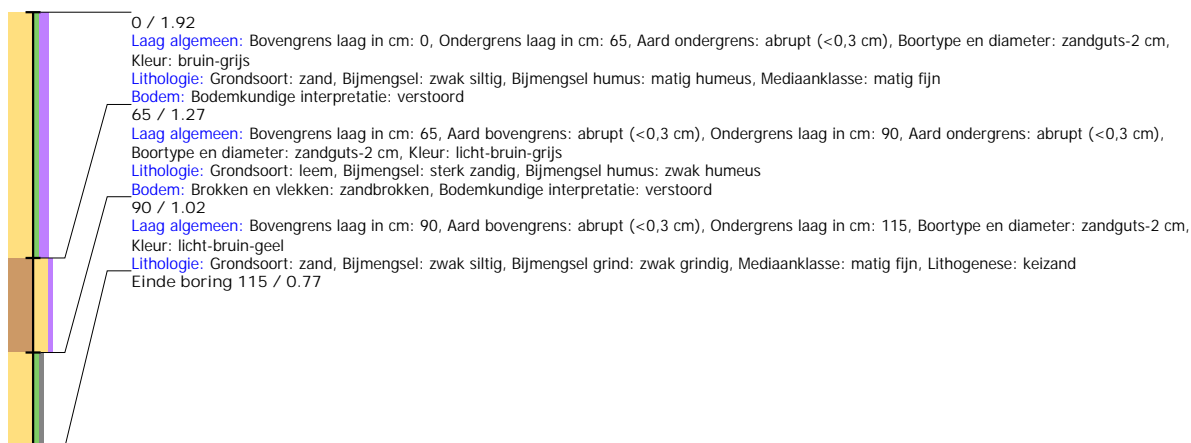 0 / 1.92
Laag algemeen: Bovengrens laag in cm: 0, Ondergrens laag in cm: 65, Aard ondergrens: abrupt (<0,3 cm), Boortype en diameter: zandguts-2 cm,
Kleur: bruin-grijs
Lithologie: Grondsoort: zand, Bijmengsel: zwak siltig, Bijmengsel humus: matig humeus, Mediaanklasse: matig fijn
Bodem: Bodemkundige interpretatie: verstoord
65 / 1.27
Laag algemeen: Bovengrens laag in cm: 65, Aard bovengrens: abrupt (<0,3 cm), Ondergrens laag in cm: 90, Aard ondergrens: abrupt (<0,3 cm),
Boortype en diameter: zandguts-2 cm, Kleur: licht-bruin-grijs
Lithologie: Grondsoort: leem, Bijmengsel: sterk zandig, Bijmengsel humus: zwak humeus
Bodem: Brokken en vlekken: zandbrokken, Bodemkundige interpretatie: verstoord
90 / 1.02
Laag algemeen: Bovengrens laag in cm: 90, Aard bovengrens: abrupt (<0,3 cm), Ondergrens laag in cm: 115, Boortype en diameter: zandguts-2 cm,
Kleur: licht-bruin-geel
Lithologie: Grondsoort: zand, Bijmengsel: zwak siltig, Bijmengsel grind: zwak grindig, Mediaanklasse: matig fijn, Lithogenese: keizand
Einde boring 115 / 0.77